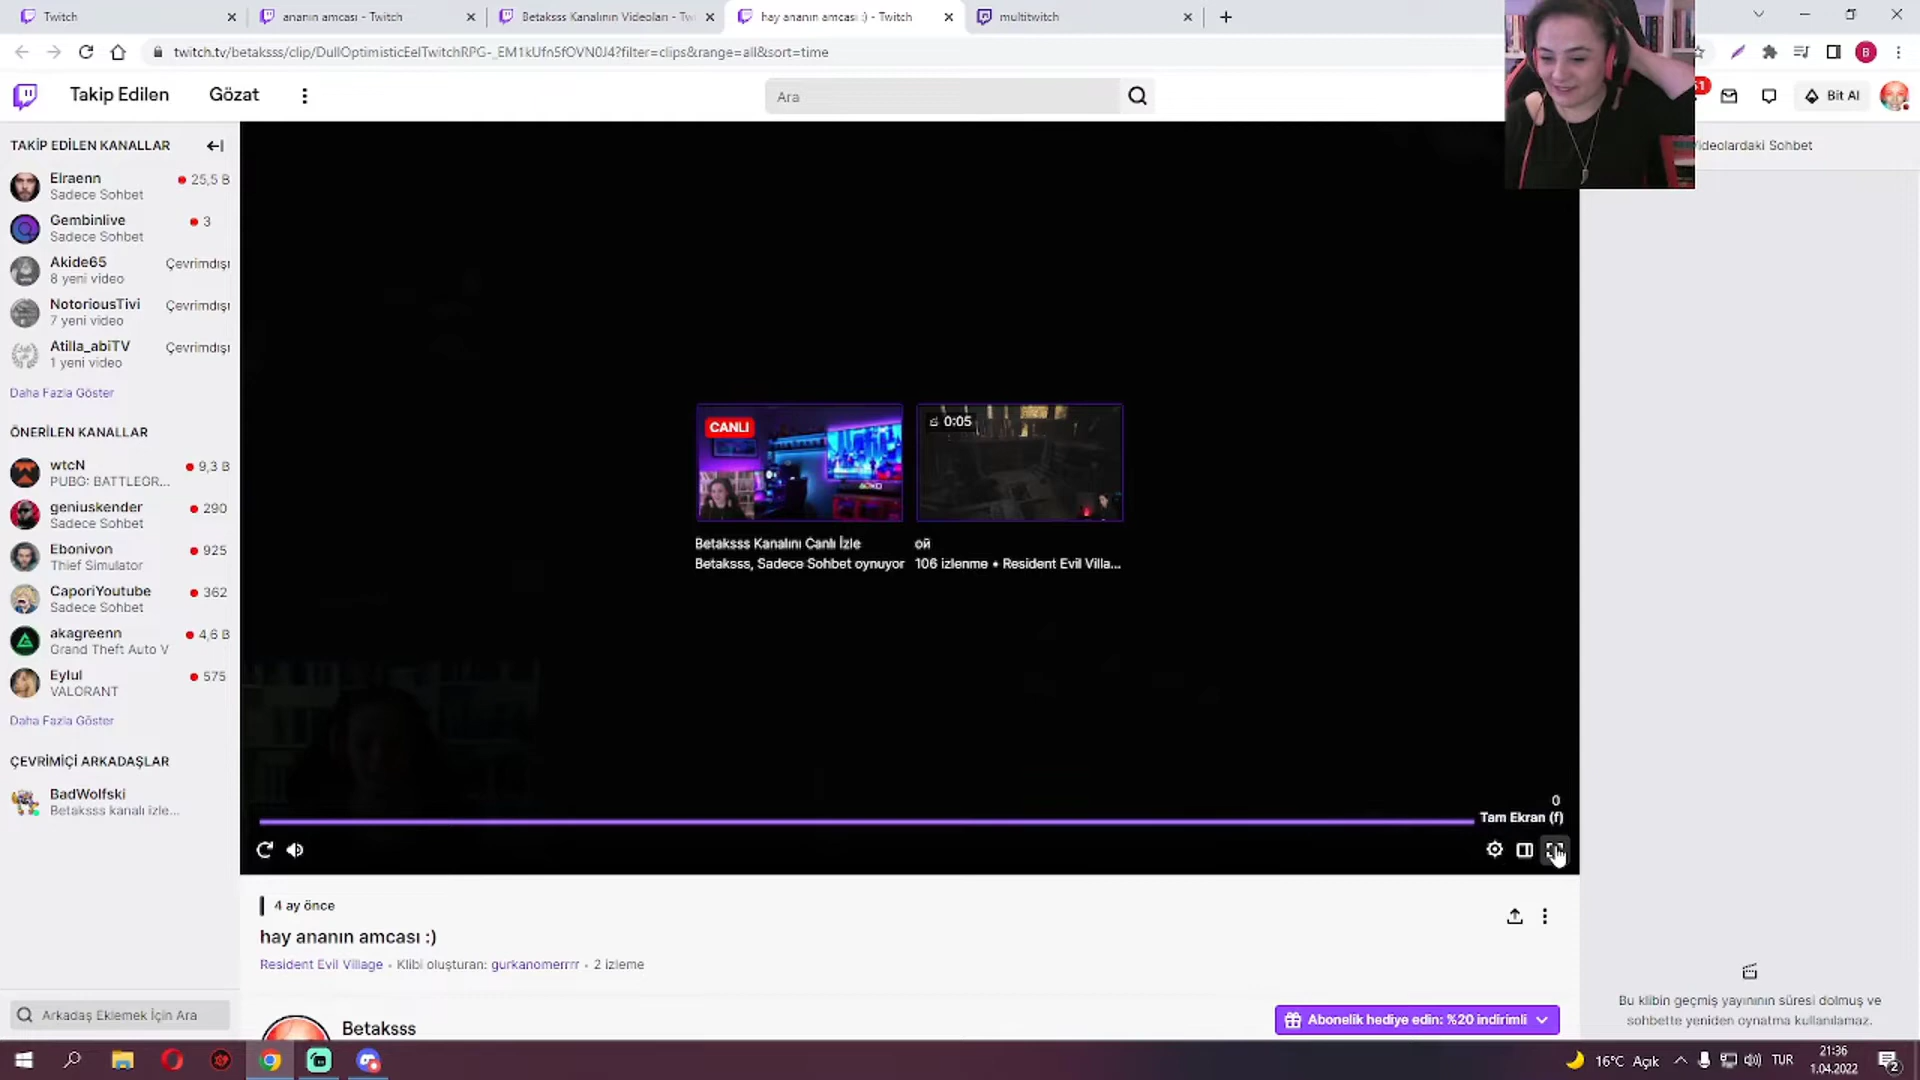 Twitch
ananın amcası - Twitch
Betaksss Kanalının Videoları - Twi
hay ananın amcası :) - Twitch
multitwitch
twitch.tv/betaksss/clip/DullOptimisticEelTwitchRPG-_EM1kUfn5fOVN0J4?filter=clips&range=all&sort=time
B
Takip Edilen
Gözat
Ara
Bit Al
TAKİP EDİLEN KANALLAR
Elraenn
25,5 B
Sadece Sohbet
Gembinlive
3
Sadece Sohbet
Akide65
Çevrimdışı
8 yeni video
NotoriousTivi
Çevrimdışı
7 yeni video
Atilla_abiTV
Çevrimdışı
1 yeni video
Daha Fazla Göster
ÖNERİLEN KANALLAR
wtcN
9,3 B
PUBG: BATTLEGR...
geniuskender
290
Sadece Sohbet
Ebonivon
925
Thief Simulator
CaporiYoutube
362
Sadece Sohbet
akagreenn
4,6 B
Grand Theft Auto V
Eylul
575
VALORANT
Daha Fazla Göster
ÇEVRİMİÇİ ARKADAŞLAR
BadWolfski
Betaksss kanalı izle...
Arkadaş Eklemek İçin Ara
CANLI
0:05
Betaksss Kanalını Canlı İzle
Betaksss, Sadece Sohbet oynuyor
ой
106 izlenme • Resident Evil Villa...
0
Tam Ekran (f)
4 ay önce
hay ananın amcası :)
Resident Evil Village • Klibi oluşturan: gurkanomerrrr • 2 izleme
Betaksss
Abonelik hediye edin: %20 indirimli
Videolardaki Sohbet
Bu klibin geçmiş yayınının süresi dolmuş ve
sohbette yeniden oynatma kullanılamaz.
16°C Açık
TUR
21:36
1.04.2022
2